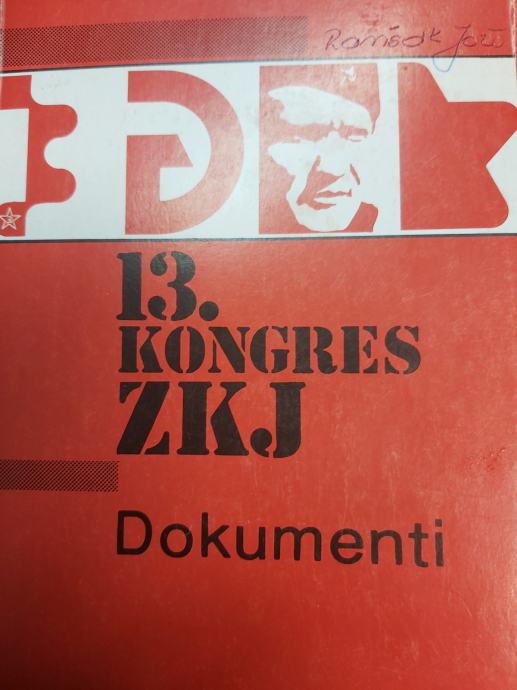 13.
KONGRES
ZKJ
Dokumenti